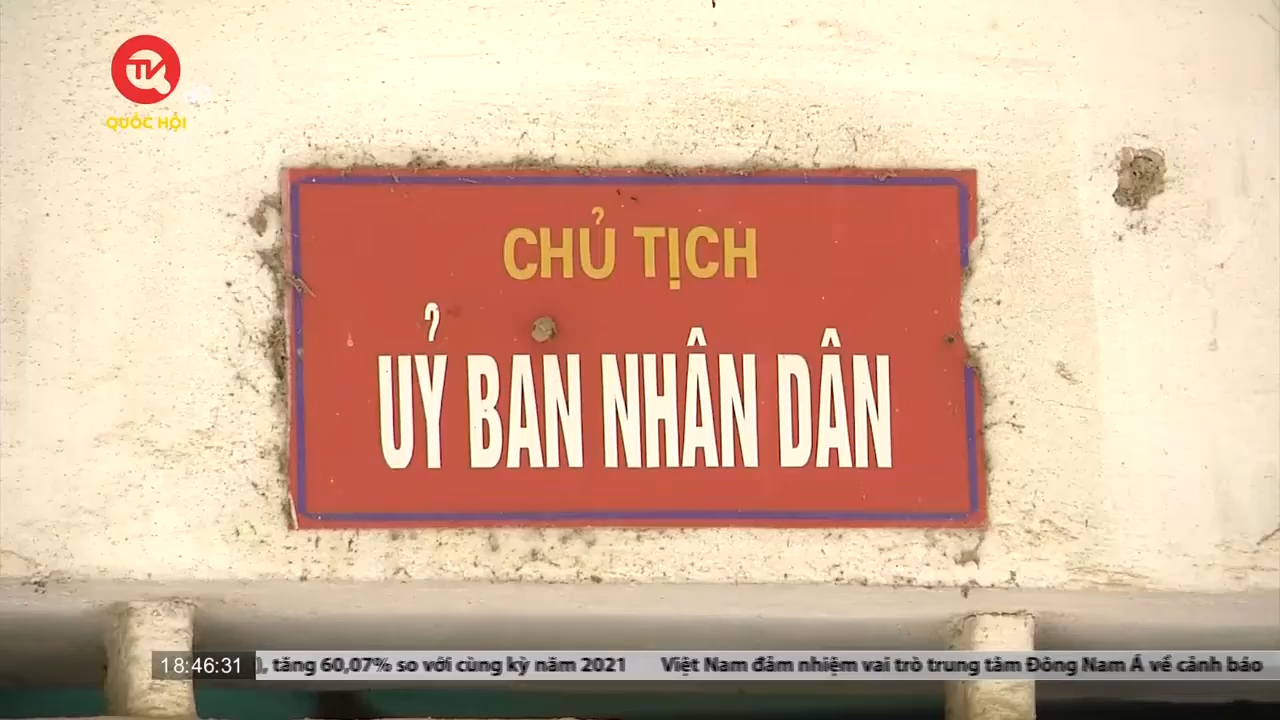 TV
QUỐC HỘI
CHỦ TỊCH
UỶ BAN NHÂN DÂN
18:46:31
), tăng 60,07% so với cùng kỳ năm 2021 Việt Nam đảm nhiệm vai trò trung tâm Đông Nam Á về cảnh báo